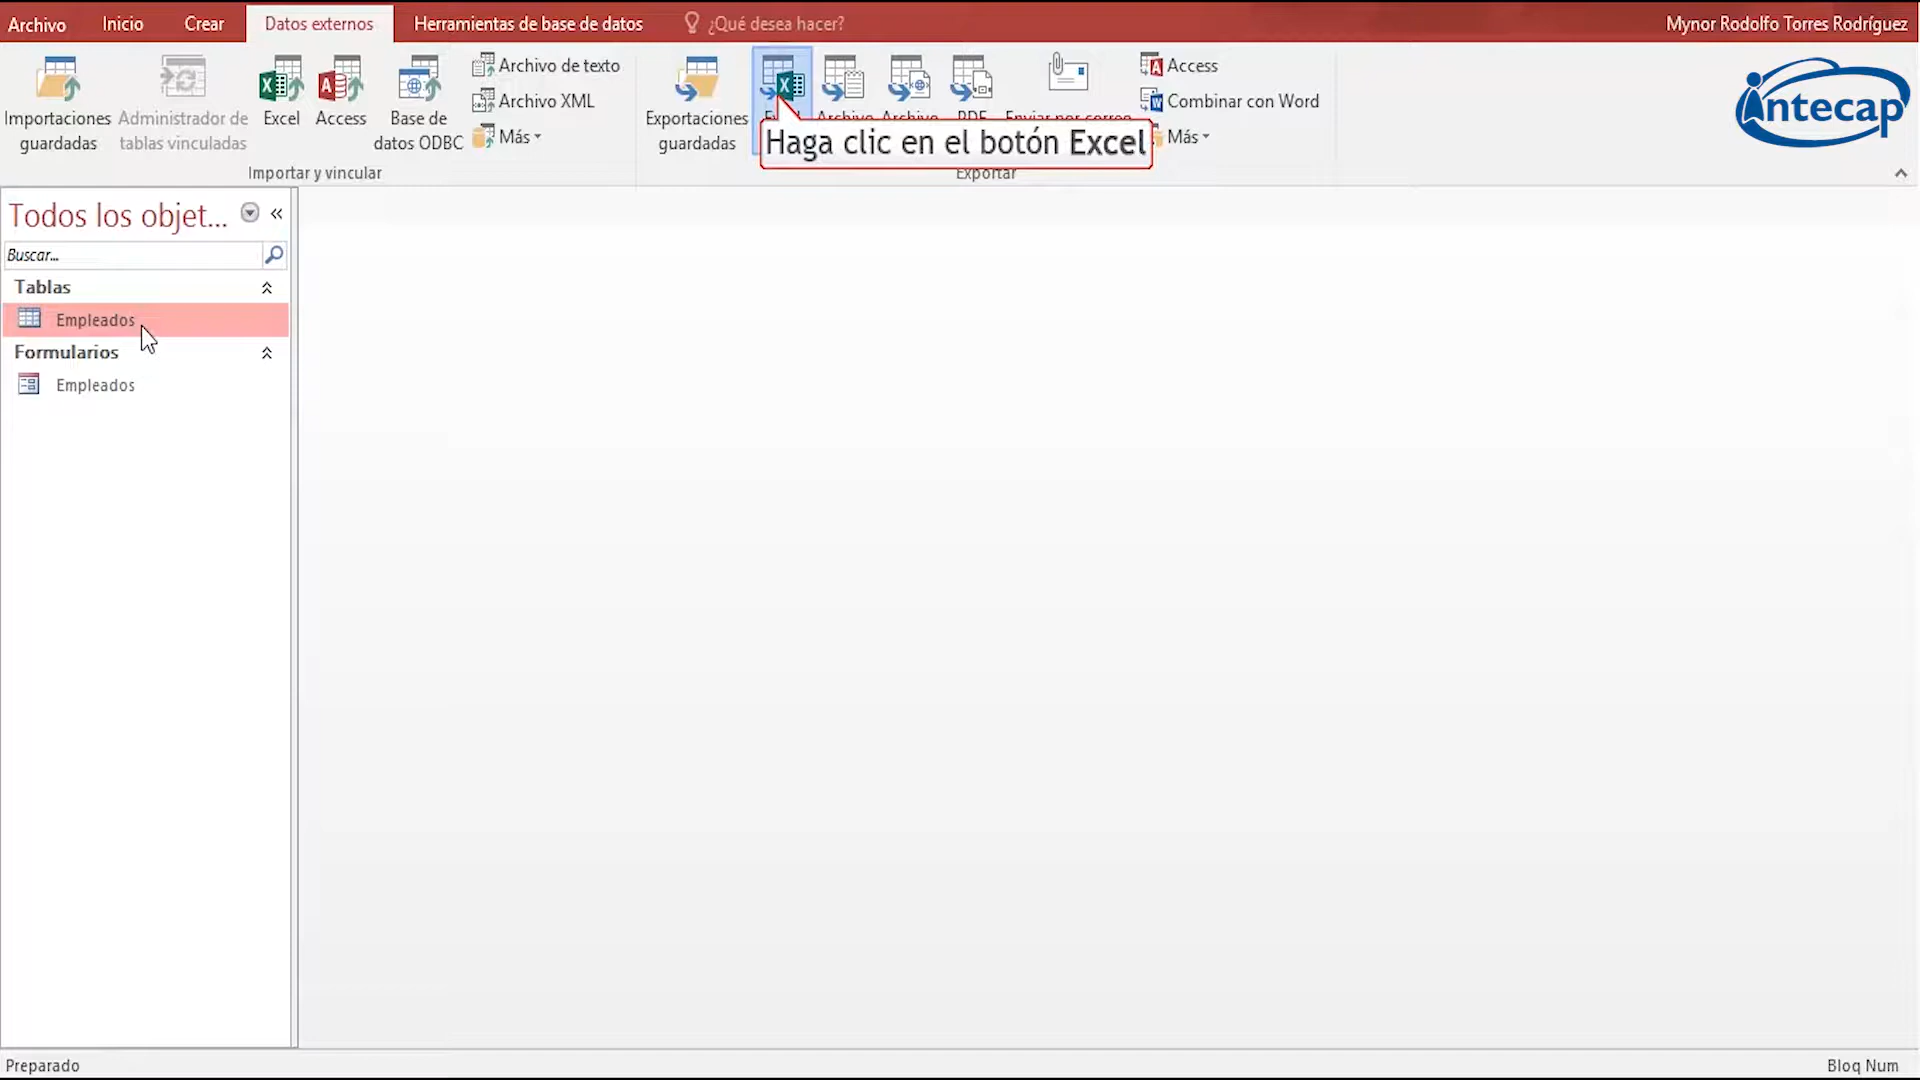 Archivo Inicio Crear Datos externos Herramientas de base de datos ¿Qué desea hacer? Mynor Rodolfo Torres Rodríguez
Importaciones guardadas
Administrador de tablas vinculadas
Excel
Access
Base de datos ODBC
Archivo de texto
Archivo XML
Más
Importar y vincular
Exportaciones guardadas
Haga clic en el botón Excel
Access
Combinar con Word
Más
Exportar
intecap
Todos los objet... «
Buscar...
Tablas
Empleados
Formularios
Empleados
Preparado
Bloq Num